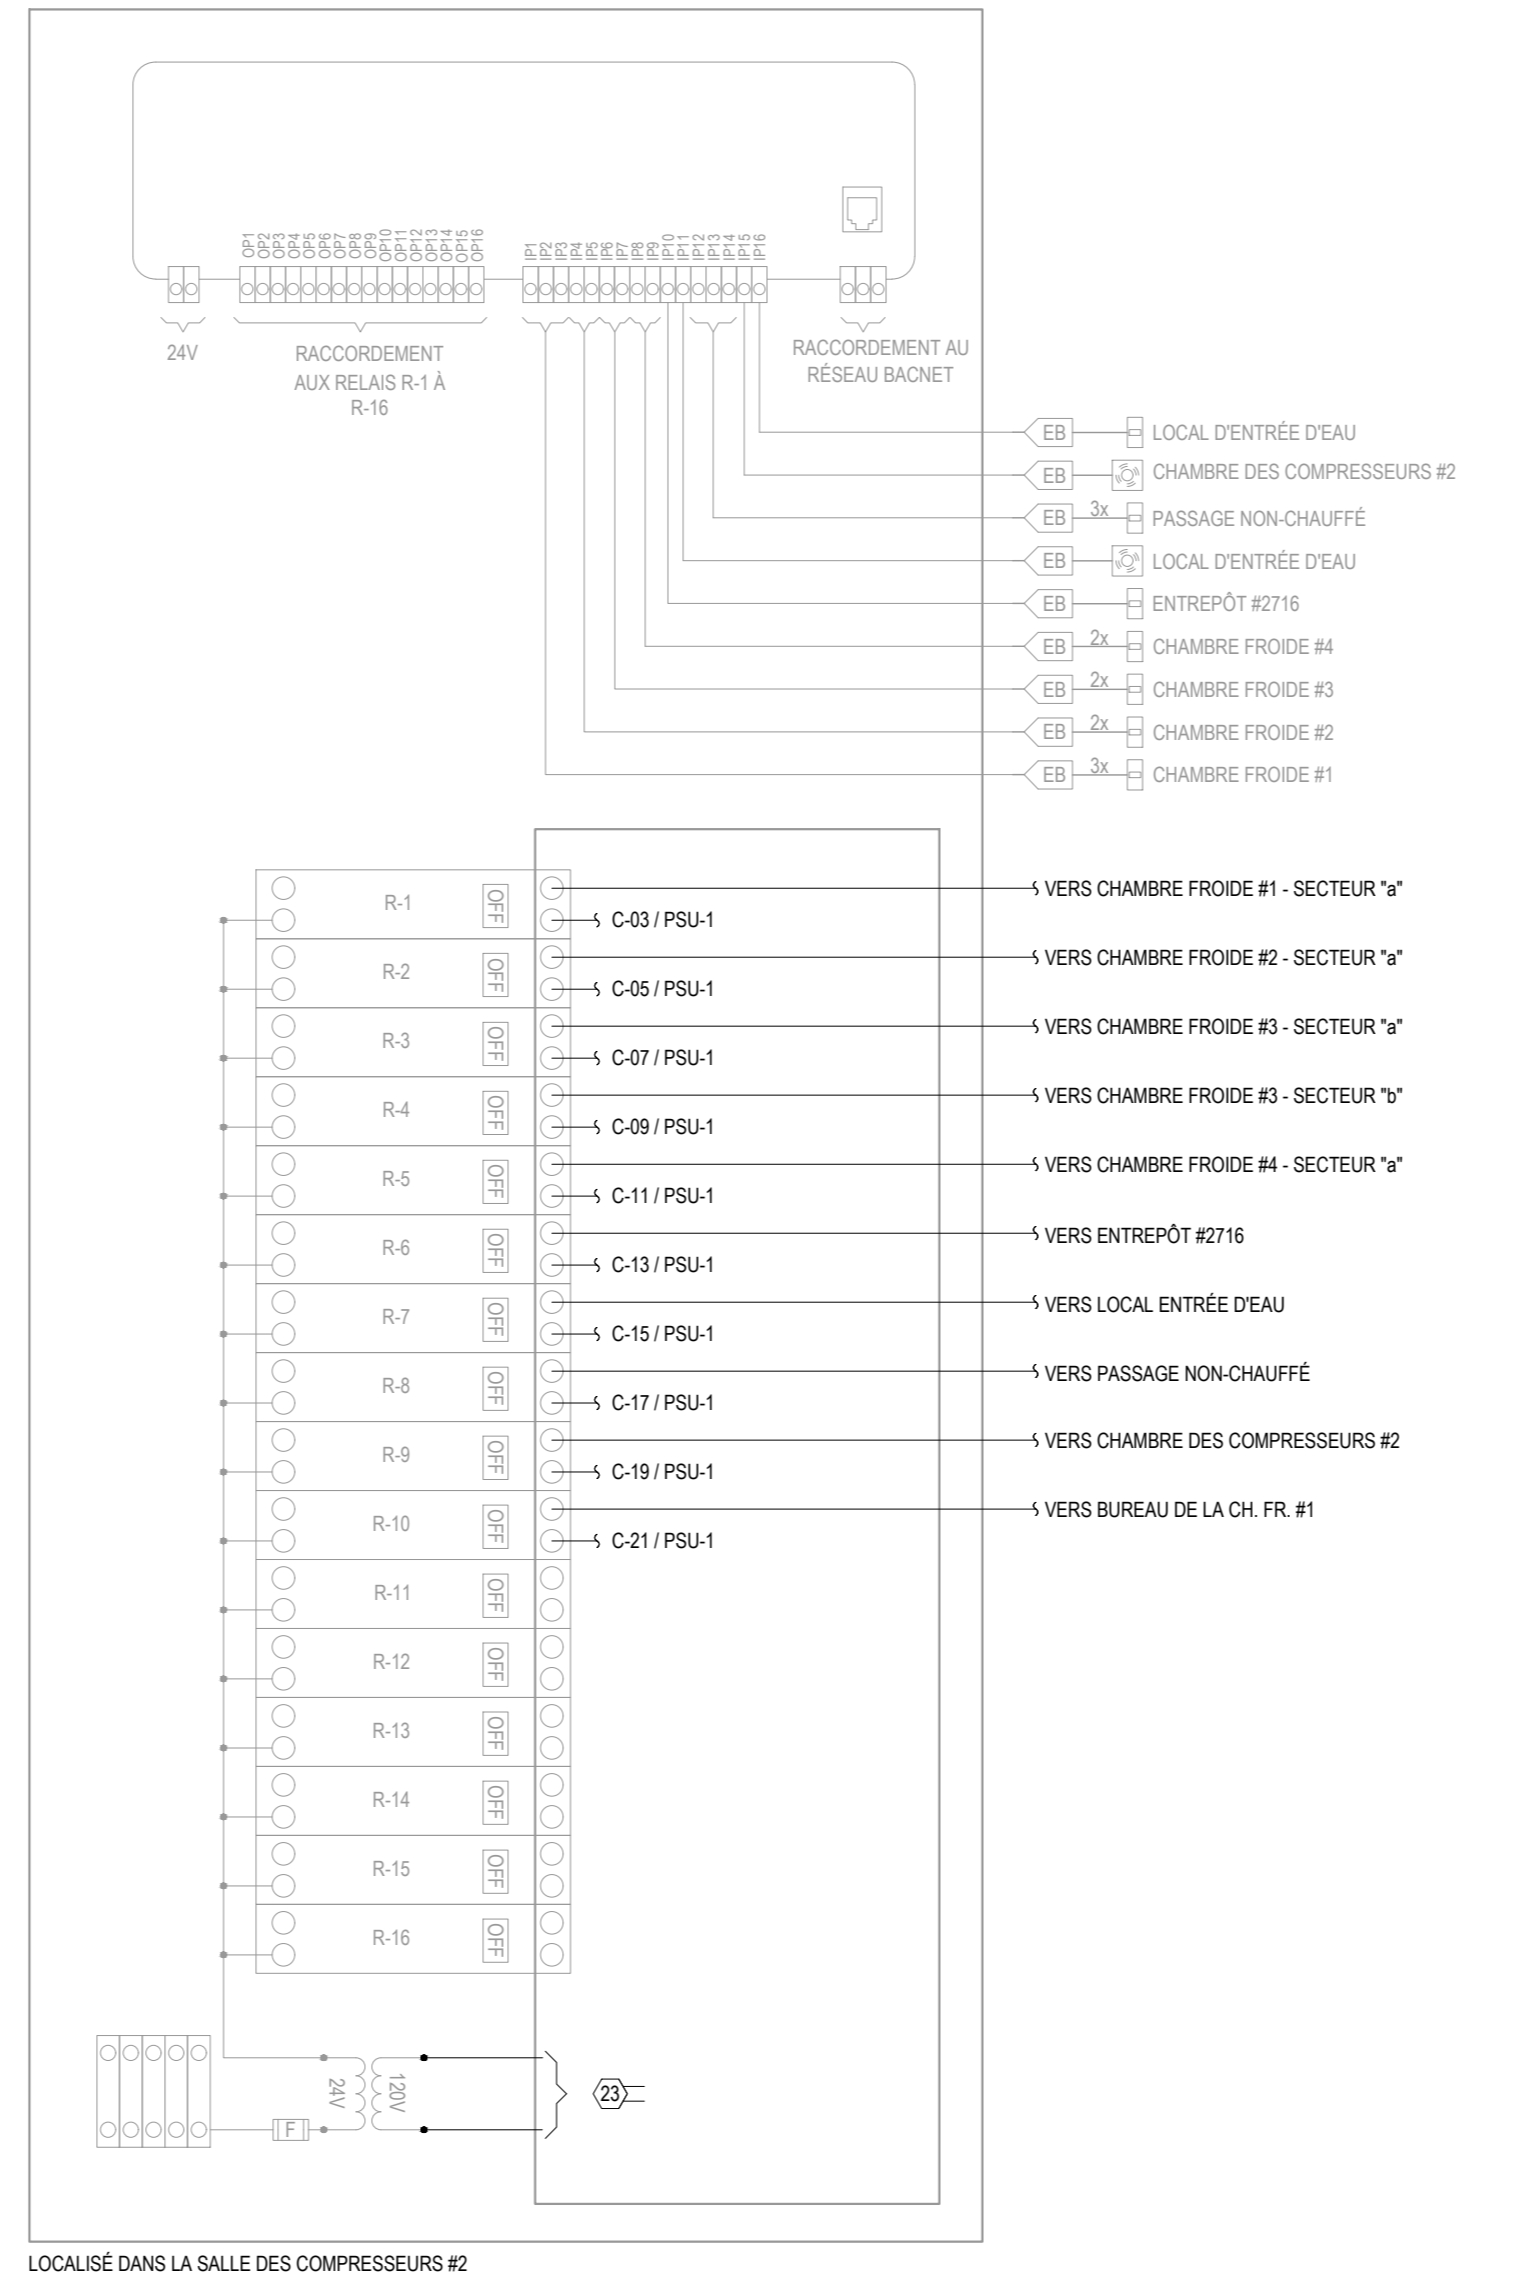 OP1
OP2
OP3
OP4
OP5
OP6
OP7
OP8
OP9
OP10
OP11
OP12
OP13
OP14
OP15
OP16
IP1
IP2
IP3
IP4
IP5
IP6
IP7
IP8
IP9
IP10
IP11
IP12
IP13
IP14
IP15
IP16
24V
RACCORDEMENT
AUX RELAIS R-1 À
R-16
RACCORDEMENT AU
RÉSEAU BACNET
EB LOCAL D'ENTRÉE D'EAU
EB CHAMBRE DES COMPRESSEURS #2
EB 3x PASSAGE NON-CHAUFFÉ
EB LOCAL D'ENTRÉE D'EAU
EB ENTREPÔT #2716
EB 2x CHAMBRE FROIDE #4
EB 2x CHAMBRE FROIDE #3
EB 2x CHAMBRE FROIDE #2
EB 3x CHAMBRE FROIDE #1
R-1 OFF VERS CHAMBRE FROIDE #1 - SECTEUR "a"
C-03 / PSU-1
R-2 OFF VERS CHAMBRE FROIDE #2 - SECTEUR "a"
C-05 / PSU-1
R-3 OFF VERS CHAMBRE FROIDE #3 - SECTEUR "a"
C-07 / PSU-1
R-4 OFF VERS CHAMBRE FROIDE #3 - SECTEUR "b"
C-09 / PSU-1
R-5 OFF VERS CHAMBRE FROIDE #4 - SECTEUR "a"
C-11 / PSU-1
R-6 OFF VERS ENTREPÔT #2716
C-13 / PSU-1
R-7 OFF VERS LOCAL ENTRÉE D'EAU
C-15 / PSU-1
R-8 OFF VERS PASSAGE NON-CHAUFFÉ
C-17 / PSU-1
R-9 OFF VERS CHAMBRE DES COMPRESSEURS #2
C-19 / PSU-1
R-10 OFF VERS BUREAU DE LA CH. FR. #1
C-21 / PSU-1
R-11 OFF
R-12 OFF
R-13 OFF
R-14 OFF
R-15 OFF
R-16 OFF
24V 120V 23
F
LOCALISÉ DANS LA SALLE DES COMPRESSEURS #2